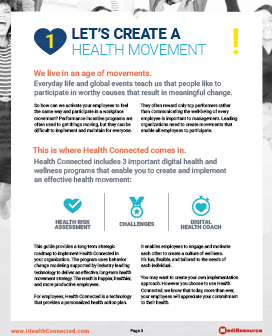 1
LET'S CREATE A
HEALTH MOVEMENT
!
We live in an age of movements.
Everyday life and global events teach us that people like to
participate in worthy causes that result in meaningful change.
So how can we activate your employees to feel
the same way and participate in a workplace
movement? Performance incentive programs are
often used to get things moving, but they can be
difficult to implement and maintain for everyone.
They often reward only top performers rather
than communicating the well-being of every
employee is important to management. Leading
organizations need to create movements that
enable all employees to participate.
This is where Health Connected comes in.
Health Connected includes 3 important digital health and
wellness programs that enable you to create and implement
an effective health movement:
HEALTH RISK
ASSESSMENT
CHALLENGES
DIGITAL
HEALTH COACH
This guide provides a long-term strategic
roadmap to implement Health Connected in
your organization. The program uses behavior
change modeling supported by industry leading
technology to deliver an effective, long-term health
movement strategy. The result is happier, healthier,
and more productive employees.
For employees, Health Connected is a technology
that provides a personalized health action plan.
It enables employees to engage and motivate
each other to create a culture of wellness.
It's fun, flexible, and tailored to the needs of
each individual.
You may want to create your own implementation
approach. However you choose to use Health
Connected, we know that today more than ever,
your employees will appreciate your commitment
to their health.
www.iHealthConnected.com
Page 3
MediResource